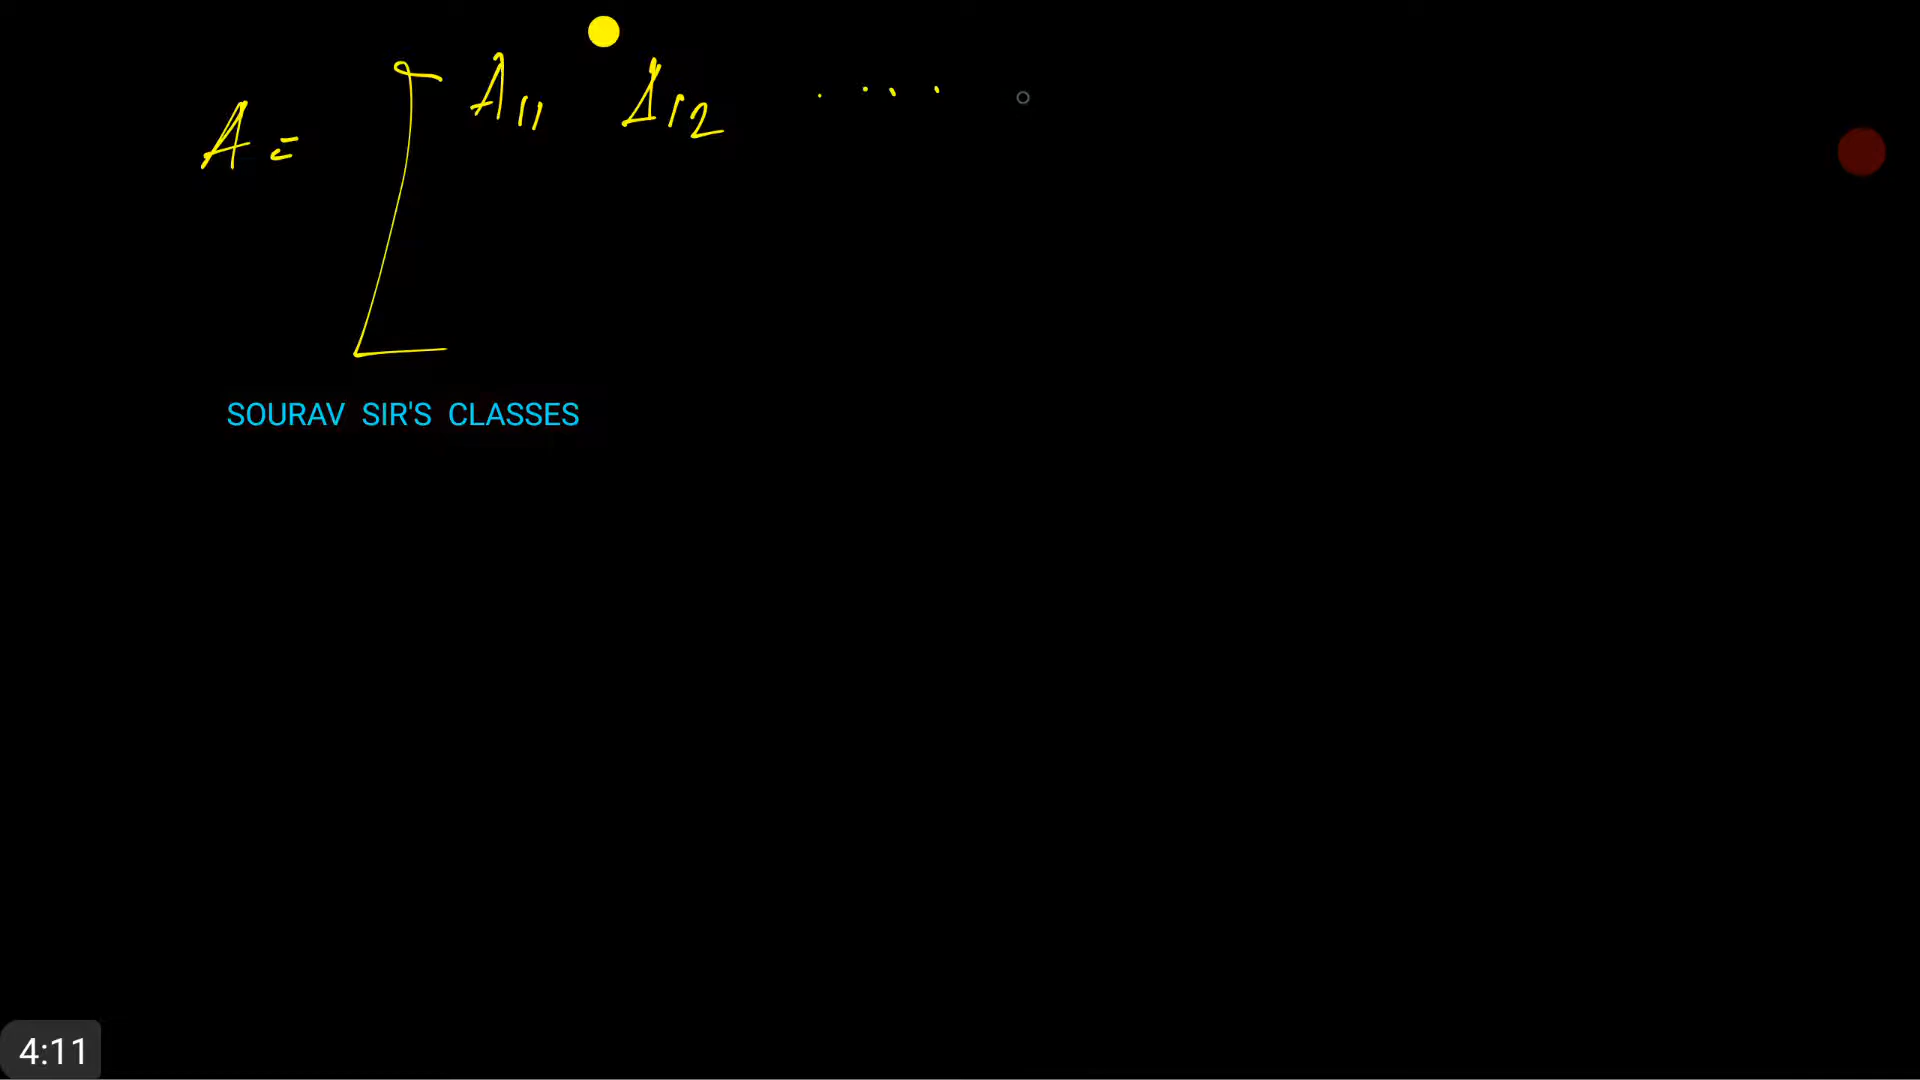 A = [ A11 A12 ....
SOURAV SIR'S CLASSES
4:11